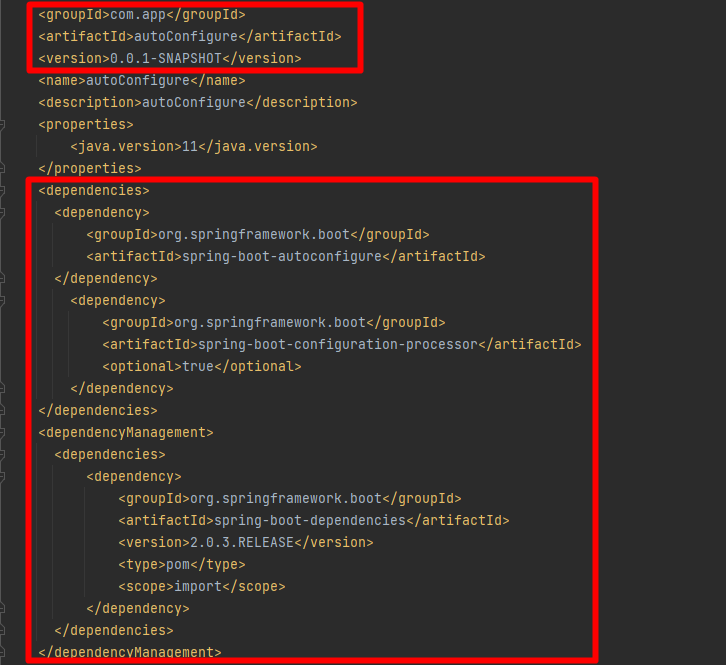 <groupId>com.app</groupId>
<artifactId>autoConfigure</artifactId>
<version>0.0.1-SNAPSHOT</version>
<name>autoConfigure</name>
<description>autoConfigure</description>
<properties>
<java.version>11</java.version>
</properties>
<dependencies>
<dependency>
<groupId>org.springframework.boot</groupId>
<artifactId>spring-boot-autoconfigure</artifactId>
</dependency>
<dependency>
<groupId>org.springframework.boot</groupId>
<artifactId>spring-boot-configuration-processor</artifactId>
<optional>true</optional>
</dependency>
</dependencies>
<dependencyManagement>
<dependencies>
<dependency>
<groupId>org.springframework.boot</groupId>
<artifactId>spring-boot-dependencies</artifactId>
<version>2.0.3.RELEASE</version>
<type>pom</type>
<scope>import</scope>
</dependency>
</dependencies>
</dependencyManagement>